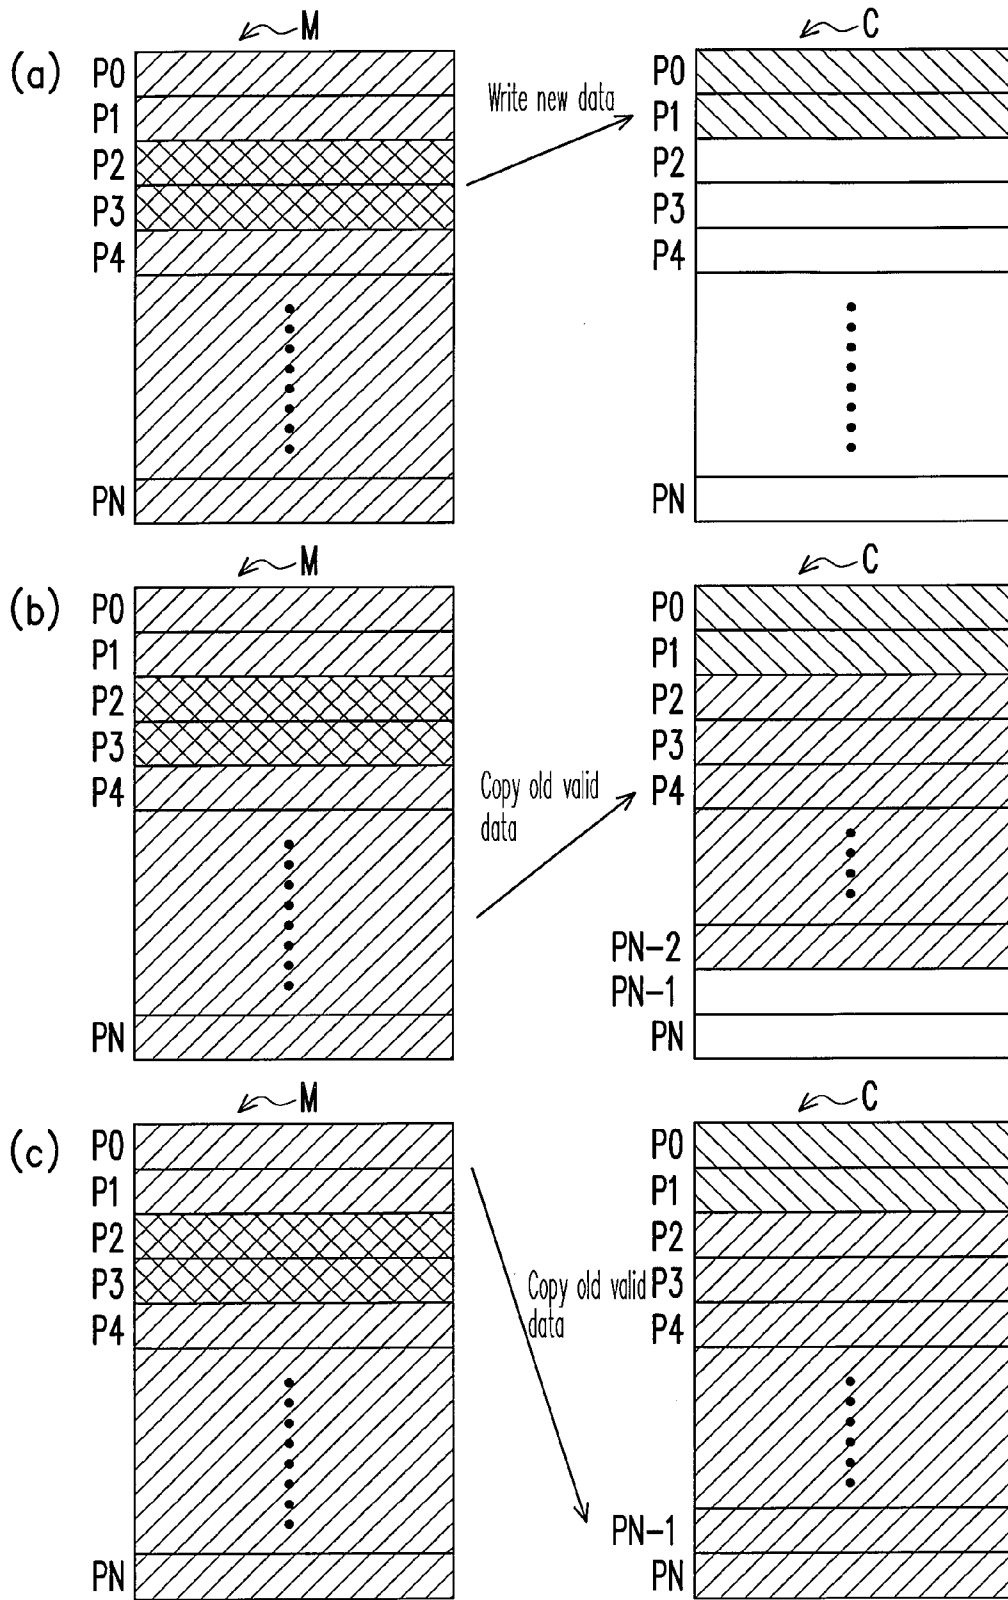 M
C
(a)
P0
P1
P2
P3
P4
PN
Write new data
P0
P1
P2
P3
P4
PN
M
C
(b)
P0
P1
P2
P3
P4
PN
Copy old valid
data
P0
P1
P2
P3
P4
PN-2
PN-1
PN
M
C
(c)
P0
P1
P2
P3
P4
PN
Copy old valid
data
P0
P1
P2
P3
P4
PN-1
PN